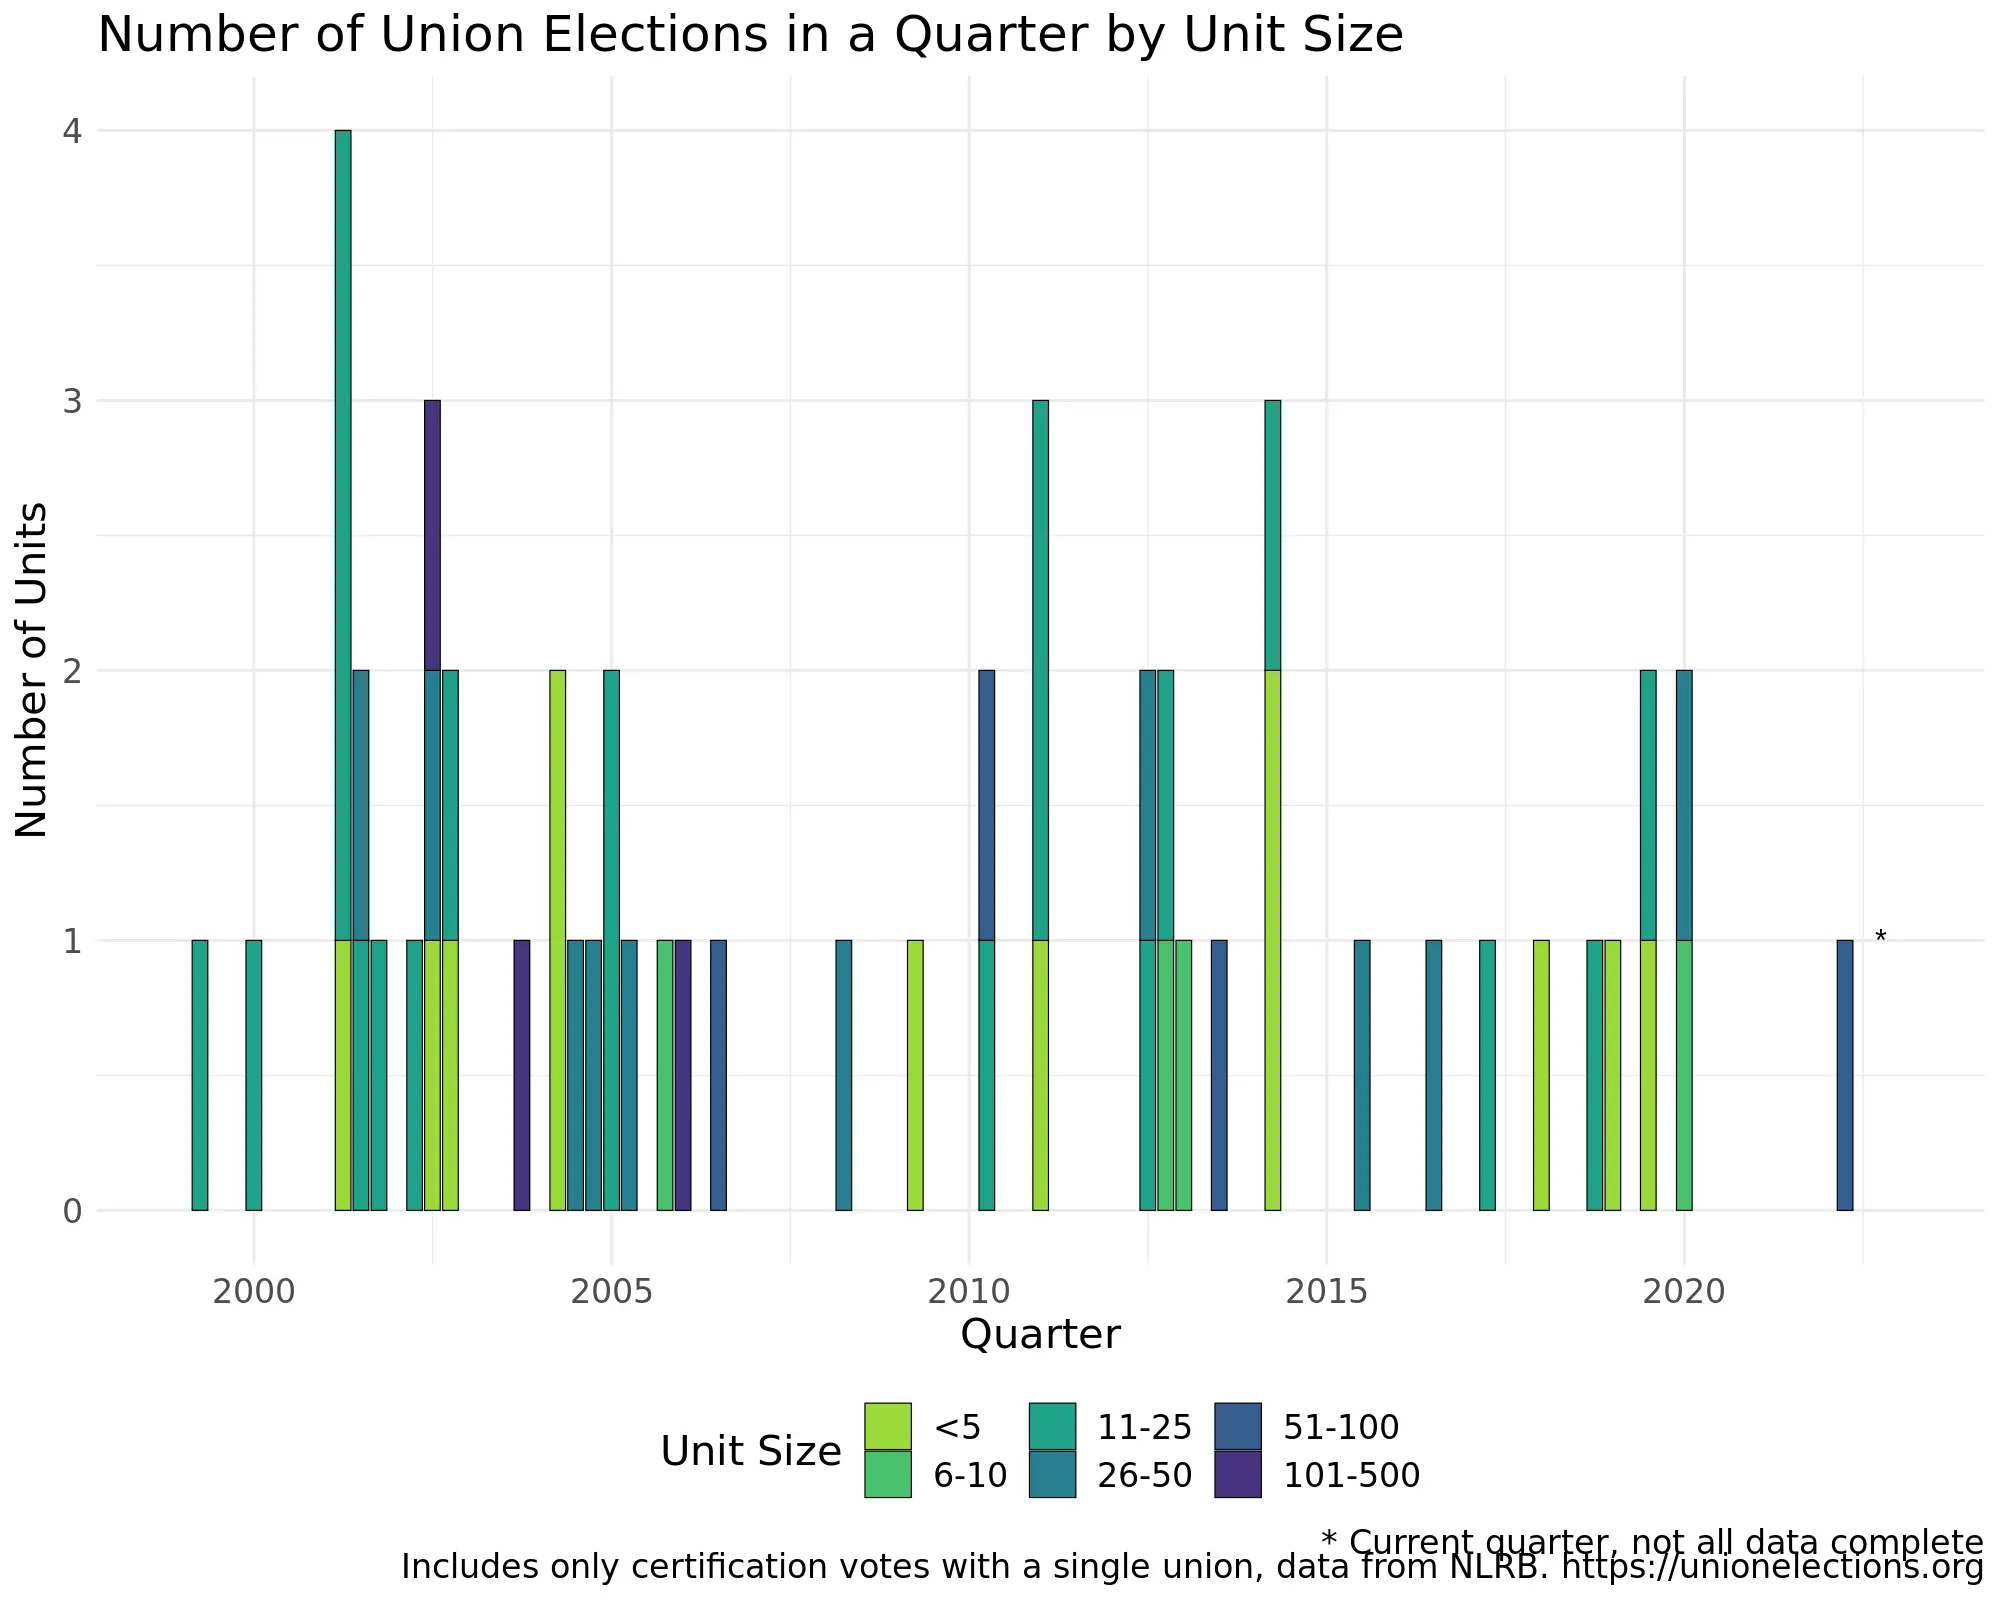 Number of Union Elections in a Quarter by Unit Size
Number of Units
4
3
2
1
0
*
2000 2005 2010 2015 2020
Quarter
Unit Size
<5 11-25 51-100
6-10 26-50 101-500
* Current quarter, not all data complete
Includes only certification votes with a single union, data from NLRB. https://unionelections.org